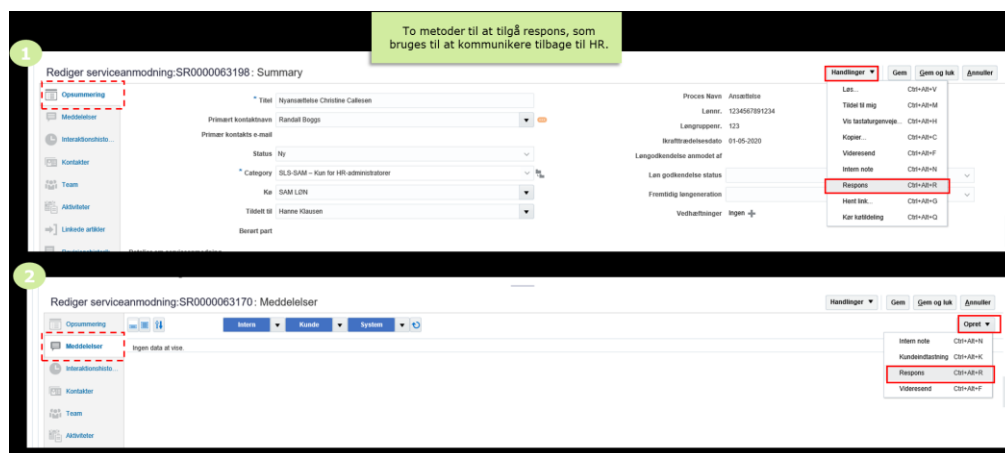 To metoder til at tilgå respons, som
bruges til at kommunikere tilbage til HR.
1
Rediger serviceanmodning:SR0000063198: Summary
Handlinger
Gem
Gem og luk
Annuller
Opsummering
Meddelelser
Interaktionshisto...
Kontakter
Team
Aktiviteter
Linkede artikler
* Titel Nyansættelse Christine Callesen
Primært kontaktnavn Randall Boggs
Primær kontakts e-mail
Status Ny
* Category SLS-SAM – Kun for HR-administratorer
Kø SAM LØN
Tildelt til Hanne Klausen
Berørt part
Proces Navn Ansættelse
Lønnr. 1234567891234
Løngruppenr. 123
Ikrafttrædelsesdato 01-05-2020
Løngodkendelse anmodet af
Løn godkendelse status
Fremtidig løngeneration
Vedhæftninger Ingen
Løs... Ctrl+Alt+V
Tildel til mig Ctrl+Alt+M
Vis tastaturgenveje... Ctrl+Alt+H
Kopier... Ctrl+Alt+C
Videresend Ctrl+Alt+F
Intern note Ctrl+Alt+N
Respons Ctrl+Alt+R
Hent link... Ctrl+Alt+G
Kør køtildeling Ctrl+Alt+Q
2
Rediger serviceanmodning:SR0000063170: Meddelelser
Handlinger
Gem
Gem og luk
Annuller
Opsummering
Meddelelser
Interaktionshisto...
Kontakter
Team
Aktiviteter
Intern
Kunde
System
Opret
Ingen data at vise.
Intern note Ctrl+Alt+N
Kundeindtastning Ctrl+Alt+K
Respons Ctrl+Alt+R
Videresend Ctrl+Alt+F